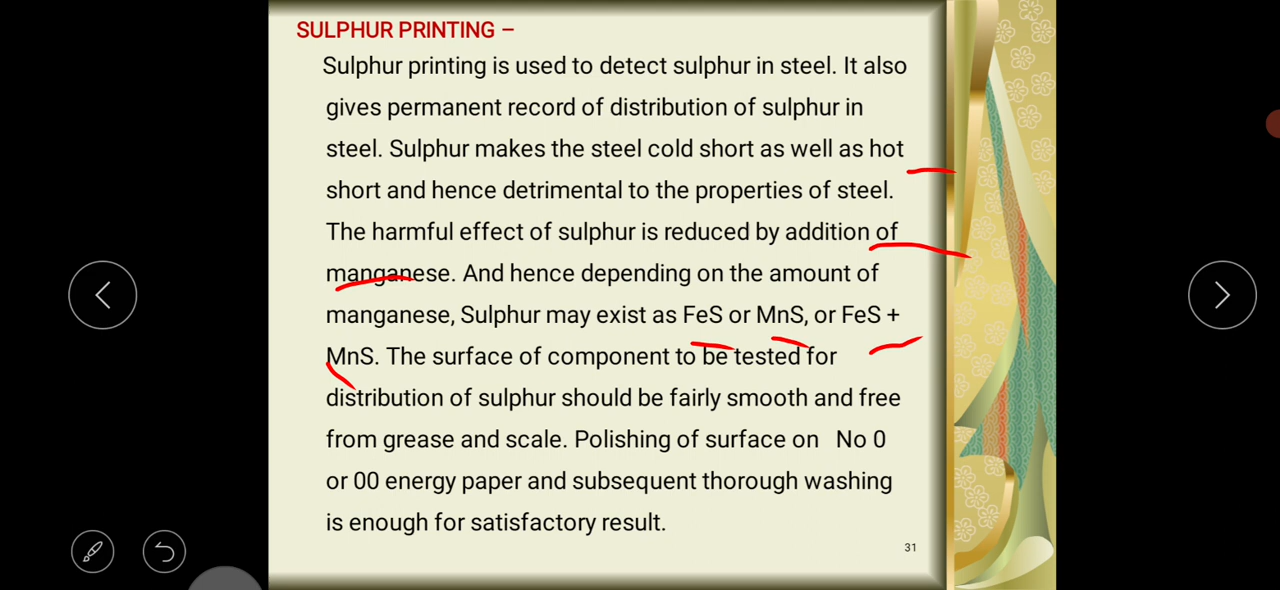 SULPHUR PRINTING –
Sulphur printing is used to detect sulphur in steel. It also
gives permanent record of distribution of sulphur in
steel. Sulphur makes the steel cold short as well as hot
short and hence detrimental to the properties of steel.
The harmful effect of sulphur is reduced by addition of
manganese. And hence depending on the amount of
manganese, Sulphur may exist as FeS or MnS, or FeS +
MnS. The surface of component to be tested for
distribution of sulphur should be fairly smooth and free
from grease and scale. Polishing of surface on No 0
or 00 energy paper and subsequent thorough washing
is enough for satisfactory result.
31